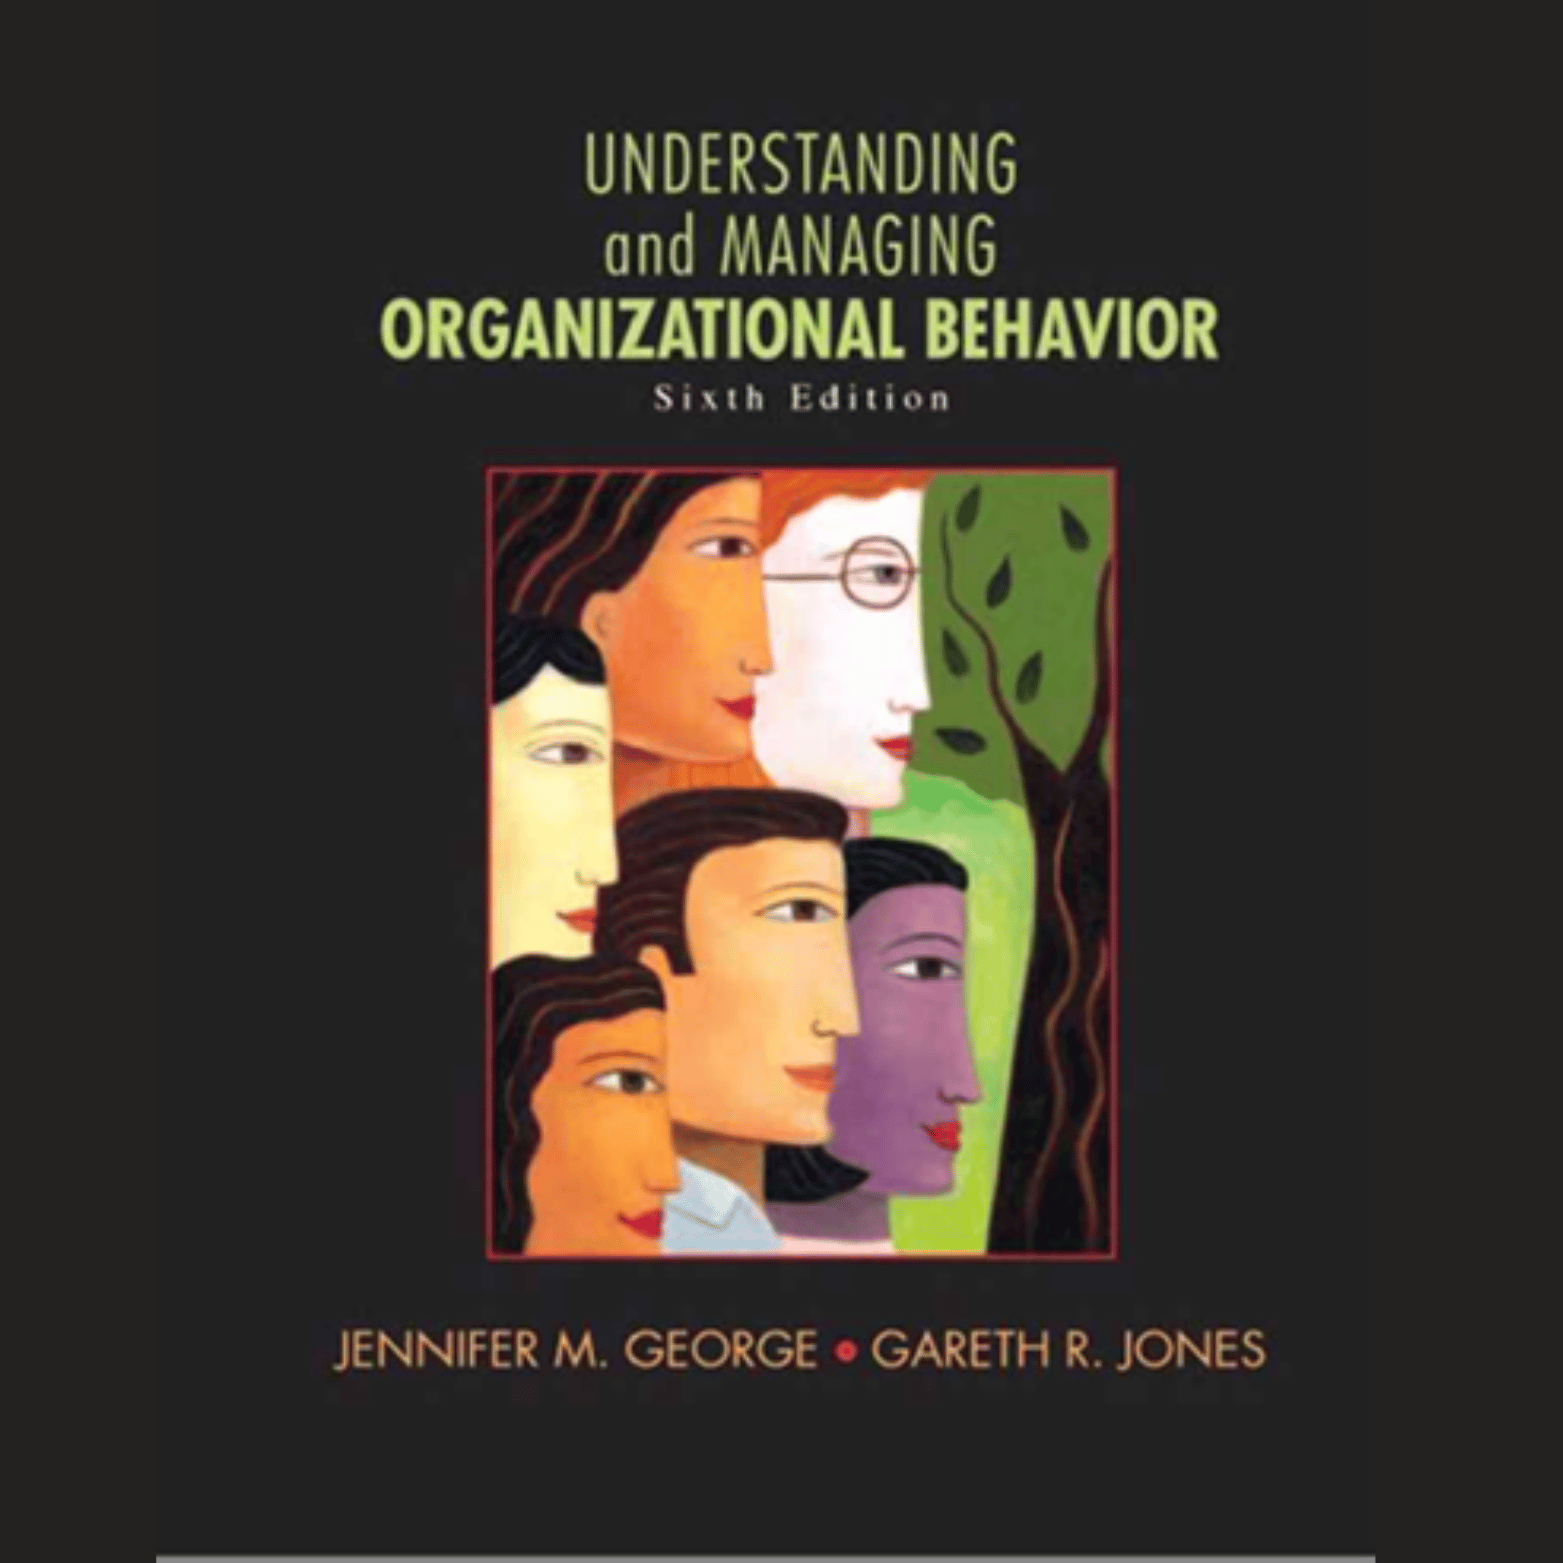 UNDERSTANDING
and MANAGING
ORGANIZATIONAL BEHAVIOR
Sixth Edition
JENNIFER M. GEORGE • GARETH R. JONES